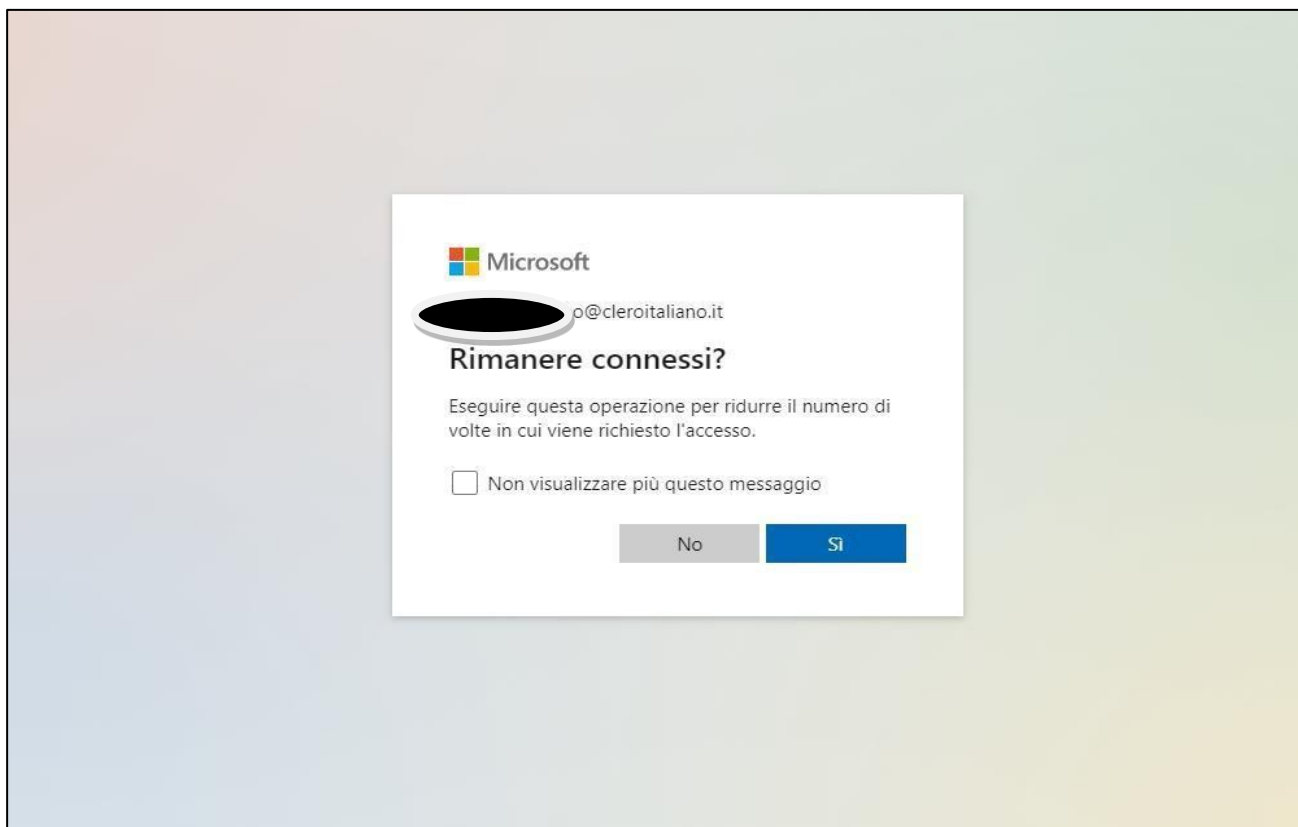 Microsoft
o@cleroitaliano.it
Rimanere connessi?
Eseguire questa operazione per ridurre il numero di
volte in cui viene richiesto l'accesso.
Non visualizzare più questo messaggio
No
Sì